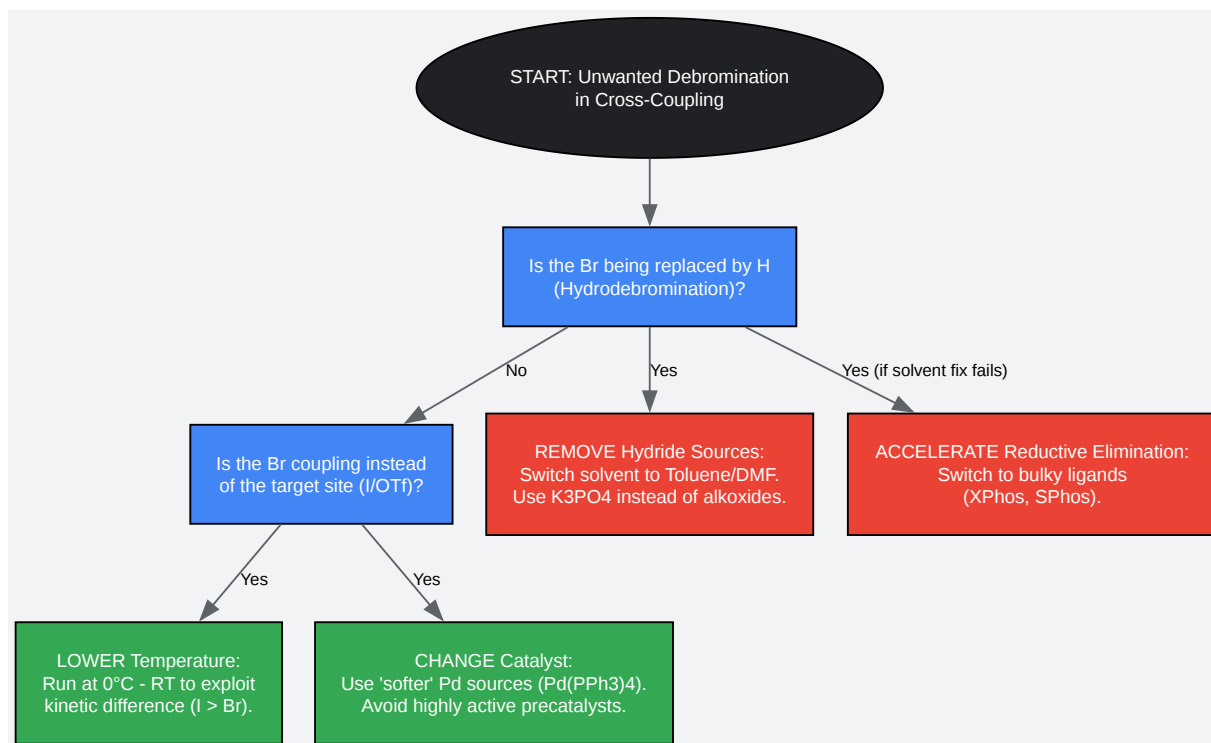 START: Unwanted Debromination
in Cross-Coupling
Is the Br being replaced by H
(Hydrodebromination)?
No
Yes
Yes (if solvent fix fails)
Is the Br coupling instead
of the target site (I/OTf)?
REMOVE Hydride Sources:
Switch solvent to Toluene/DMF.
Use K3PO4 instead of alkoxides.
ACCELERATE Reductive Elimination:
Switch to bulky ligands
(XPhos, SPhos).
Yes
Yes
LOWER Temperature:
Run at 0°C - RT to exploit
kinetic difference (I > Br).
CHANGE Catalyst:
Use 'softer' Pd sources (Pd(PPh3)4).
Avoid highly active precatalysts.